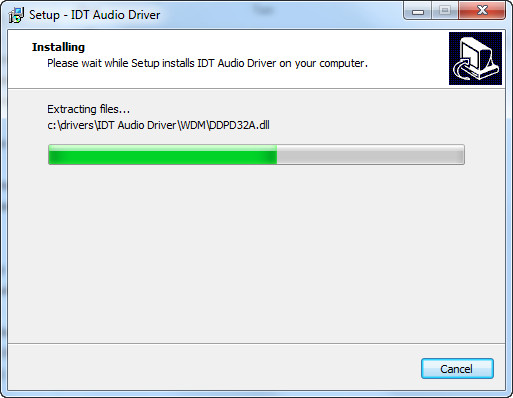 Setup - IDT Audio Driver
Installing
Please wait while Setup installs IDT Audio Driver on your computer.
Extracting files...
c:\drivers\IDT Audio Driver\WDM\DDPD32A.dll
Cancel